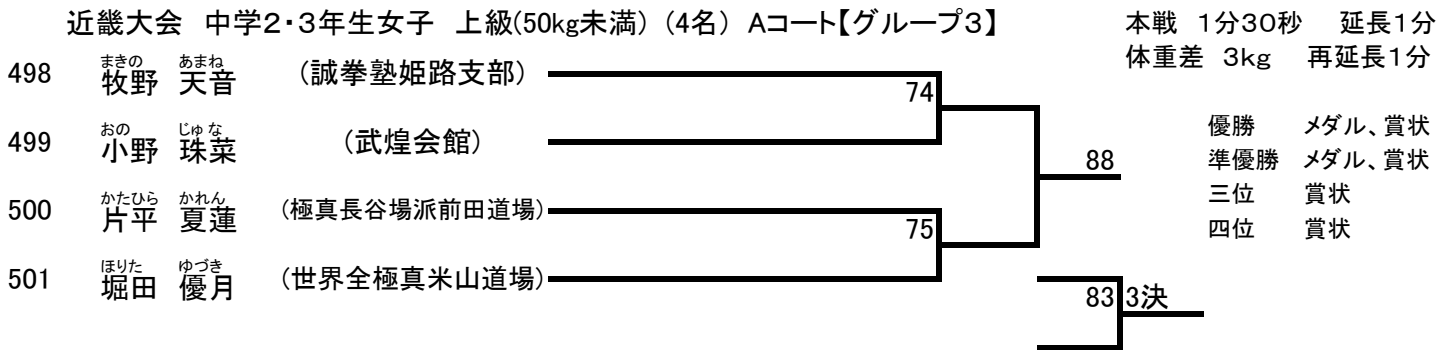 近畿大会 中学2・3年生女子 上級(50kg未満) (4名) Aコート【グループ3】
本戦 1分30秒 延長1分
体重差 3kg 再延長1分
まきの あまね
498 牧野 天音 (誠拳塾姫路支部)
74
おの じゅな
499 小野 珠菜 (武煌会館)
優勝 メダル、賞状
88
準優勝 メダル、賞状
三位 賞状
かたひら かれん
500 片平 夏蓮 (極真長谷場派前田道場)
75
四位 賞状
ほりた ゆづき
501 堀田 優月 (世界全極真米山道場)
83 3決